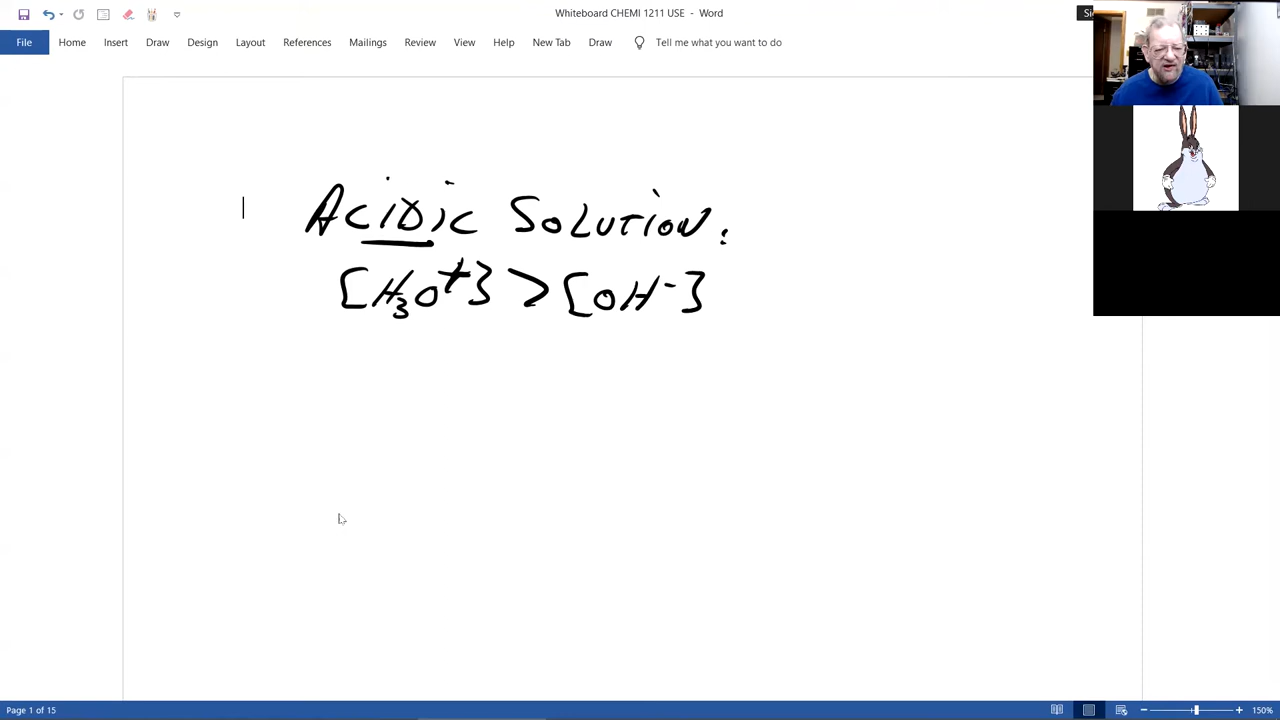 Whiteboard CHEMI 1211 USE - Word
File Home Insert Draw Design Layout References Mailings Review View Help New Tab Draw Tell me what you want to do
Acidic Solution:
[H₃O⁺] > [OH⁻]
Page 1 of 15
150%